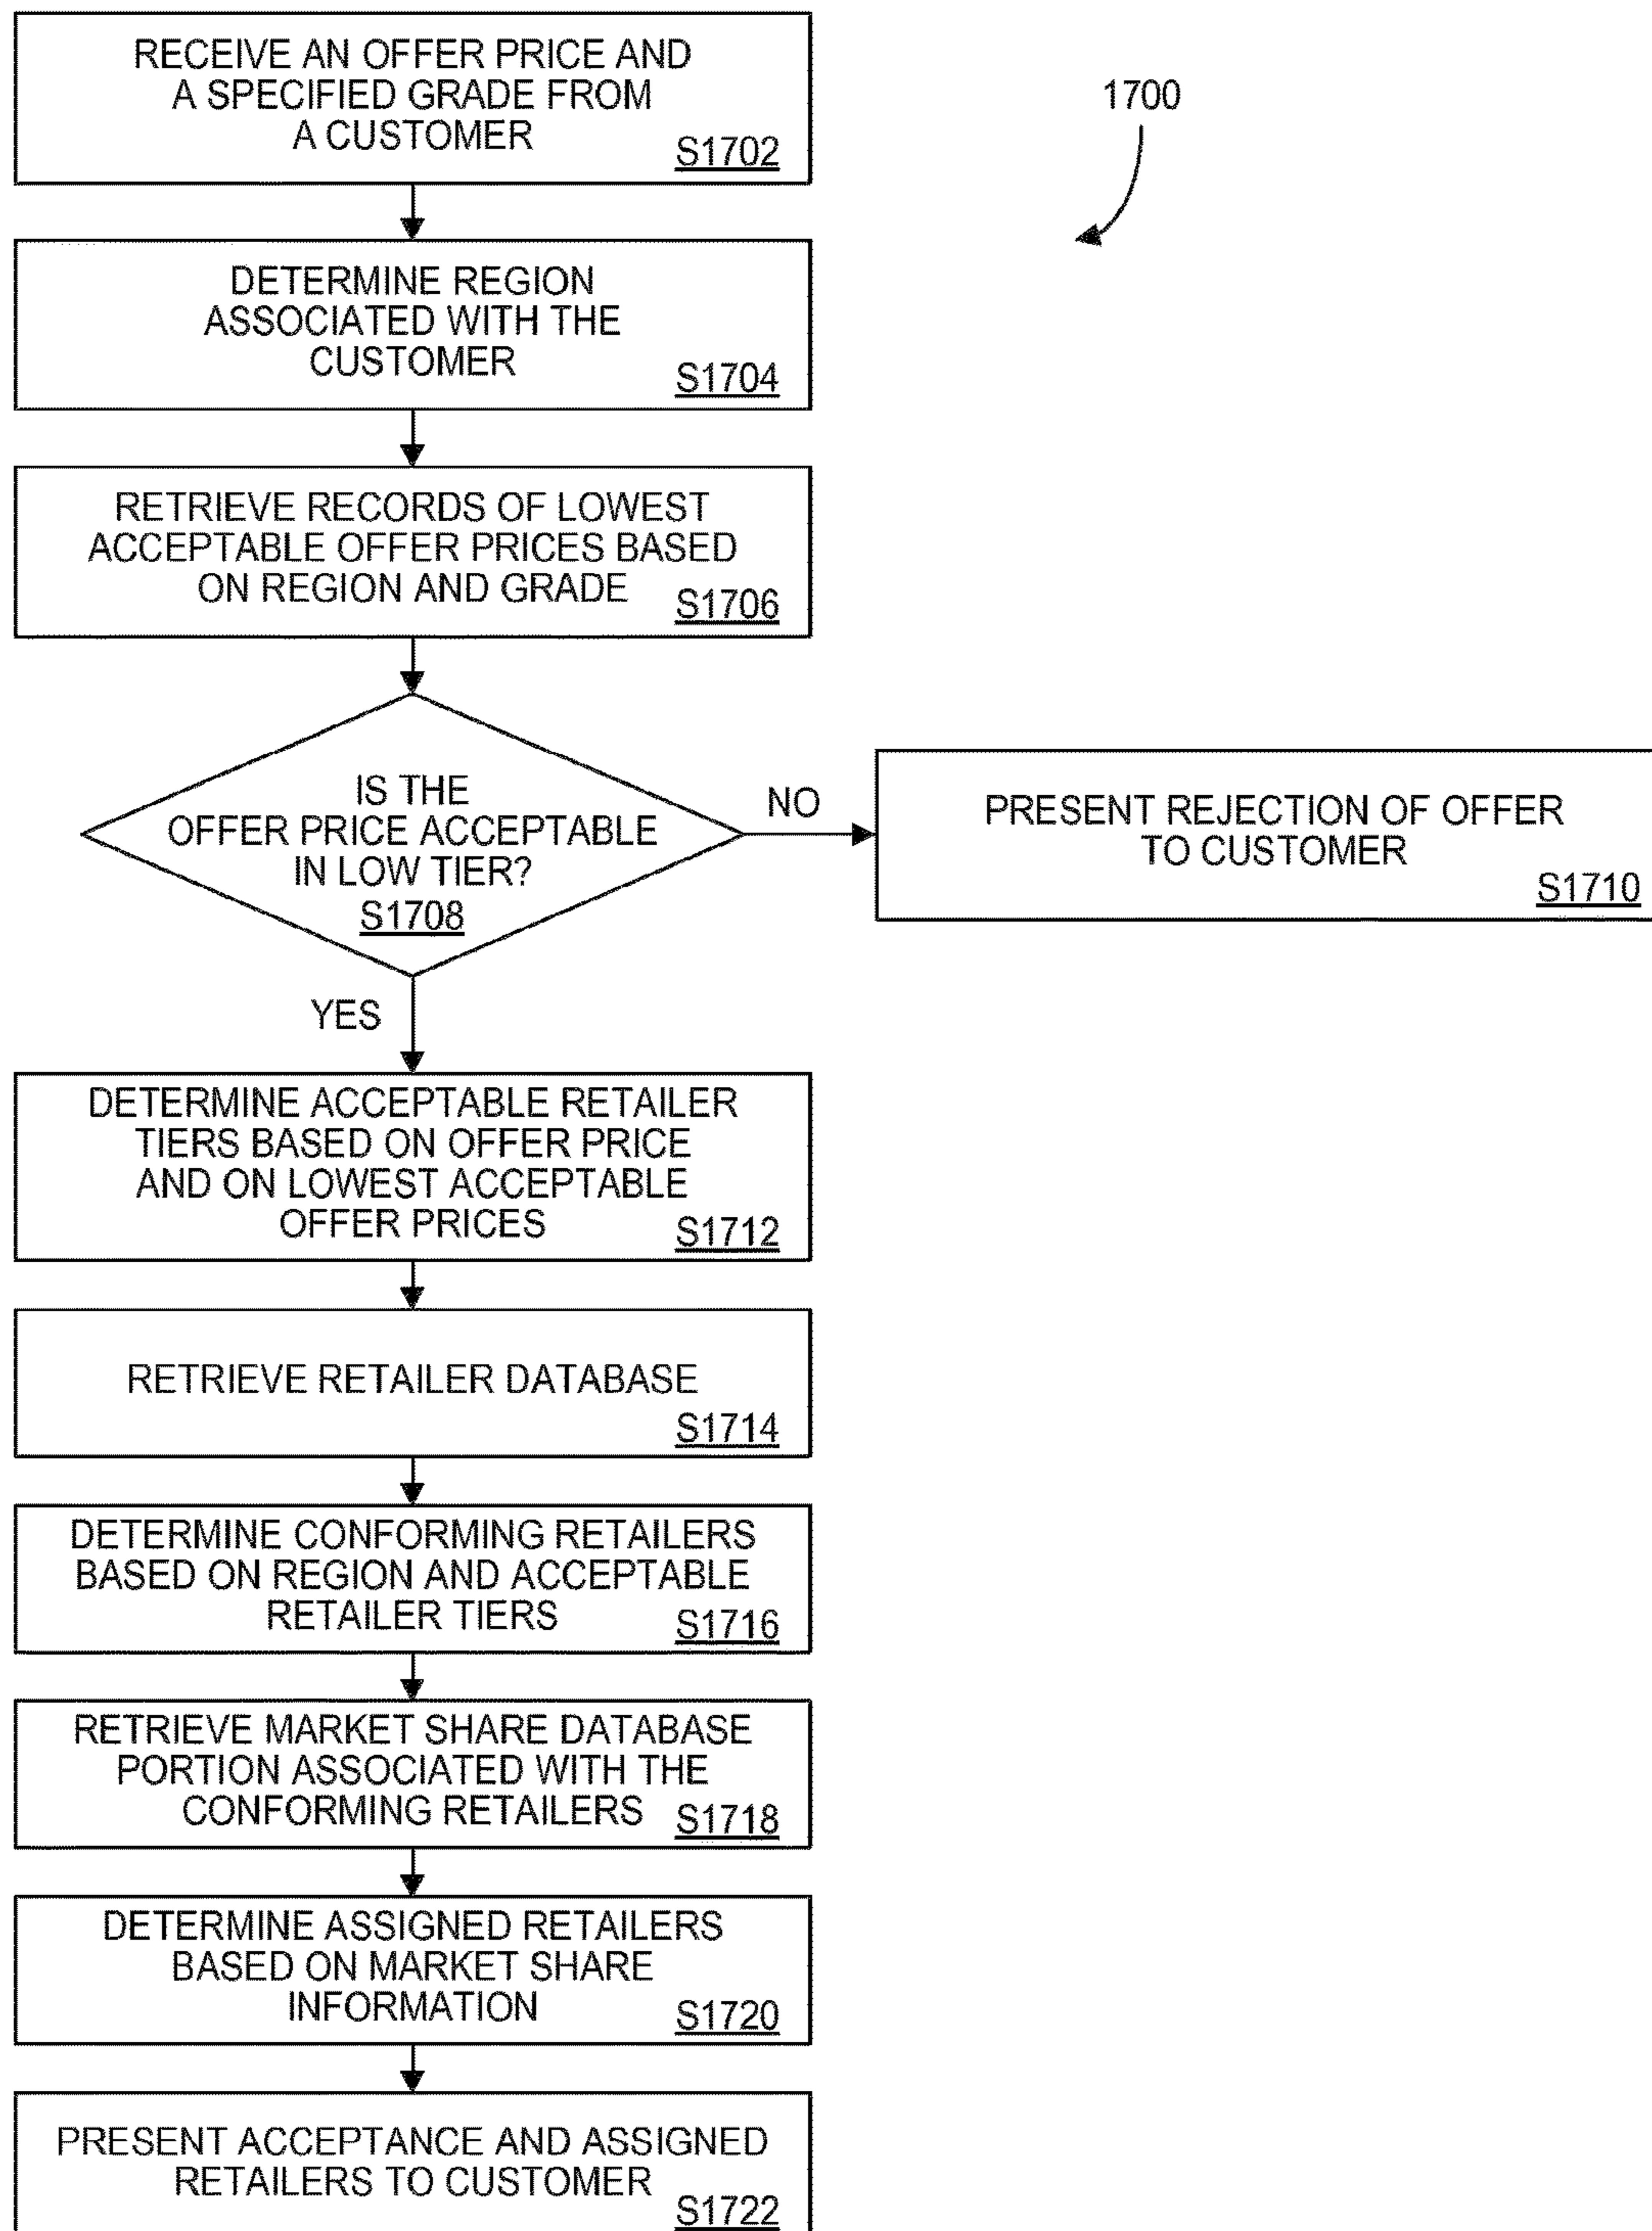 RECEIVE AN OFFER PRICE AND
A SPECIFIED GRADE FROM
A CUSTOMER
S1702
1700
DETERMINE REGION
ASSOCIATED WITH THE
CUSTOMER
S1704
RETRIEVE RECORDS OF LOWEST
ACCEPTABLE OFFER PRICES BASED
ON REGION AND GRADE
S1706
IS THE
OFFER PRICE ACCEPTABLE
IN LOW TIER?
S1708
NO
PRESENT REJECTION OF OFFER
TO CUSTOMER
S1710
YES
DETERMINE ACCEPTABLE RETAILER
TIERS BASED ON OFFER PRICE
AND ON LOWEST ACCEPTABLE
OFFER PRICES
S1712
RETRIEVE RETAILER DATABASE
S1714
DETERMINE CONFORMING RETAILERS
BASED ON REGION AND ACCEPTABLE
RETAILER TIERS
S1716
RETRIEVE MARKET SHARE DATABASE
PORTION ASSOCIATED WITH THE
CONFORMING RETAILERS
S1718
DETERMINE ASSIGNED RETAILERS
BASED ON MARKET SHARE
INFORMATION
S1720
PRESENT ACCEPTANCE AND ASSIGNED
RETAILERS TO CUSTOMER
S1722